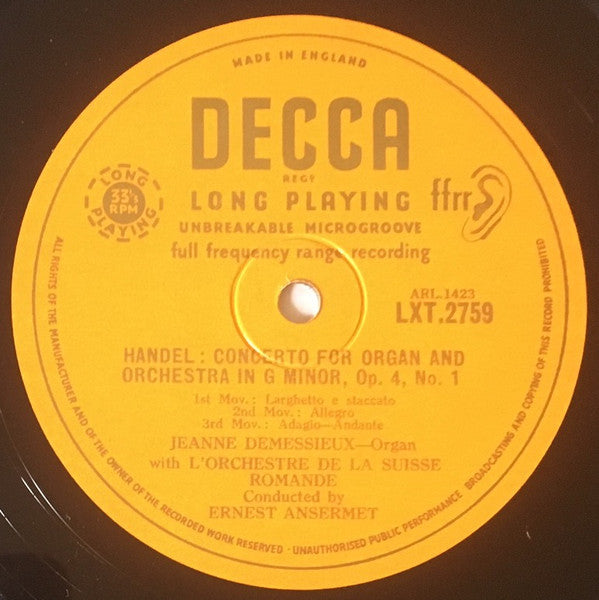 MADE IN ENGLAND
DECCA
REGD
LONG PLAYING
33⅓ RPM
LONG PLAYING
ffrr
UNBREAKABLE MICROGROOVE
full frequency range recording
ARL.1423
LXT.2759
HANDEL : CONCERTO FOR ORGAN AND
ORCHESTRA IN G MINOR, Op. 4, No. 1
1st Mov.: Larghetto e staccato
2nd Mov.: Allegro
3rd Mov.: Adagio—Andante
JEANNE DEMESSIEUX—Organ
with L'ORCHESTRE DE LA SUISSE
ROMANDE
Conducted by
ERNEST ANSERMET
ALL RIGHTS OF THE MANUFACTURER AND OF THE OWNER OF THE RECORDED WORK RESERVED - UNAUTHORISED PUBLIC PERFORMANCE BROADCASTING AND COPYING OF THIS RECORD PROHIBITED